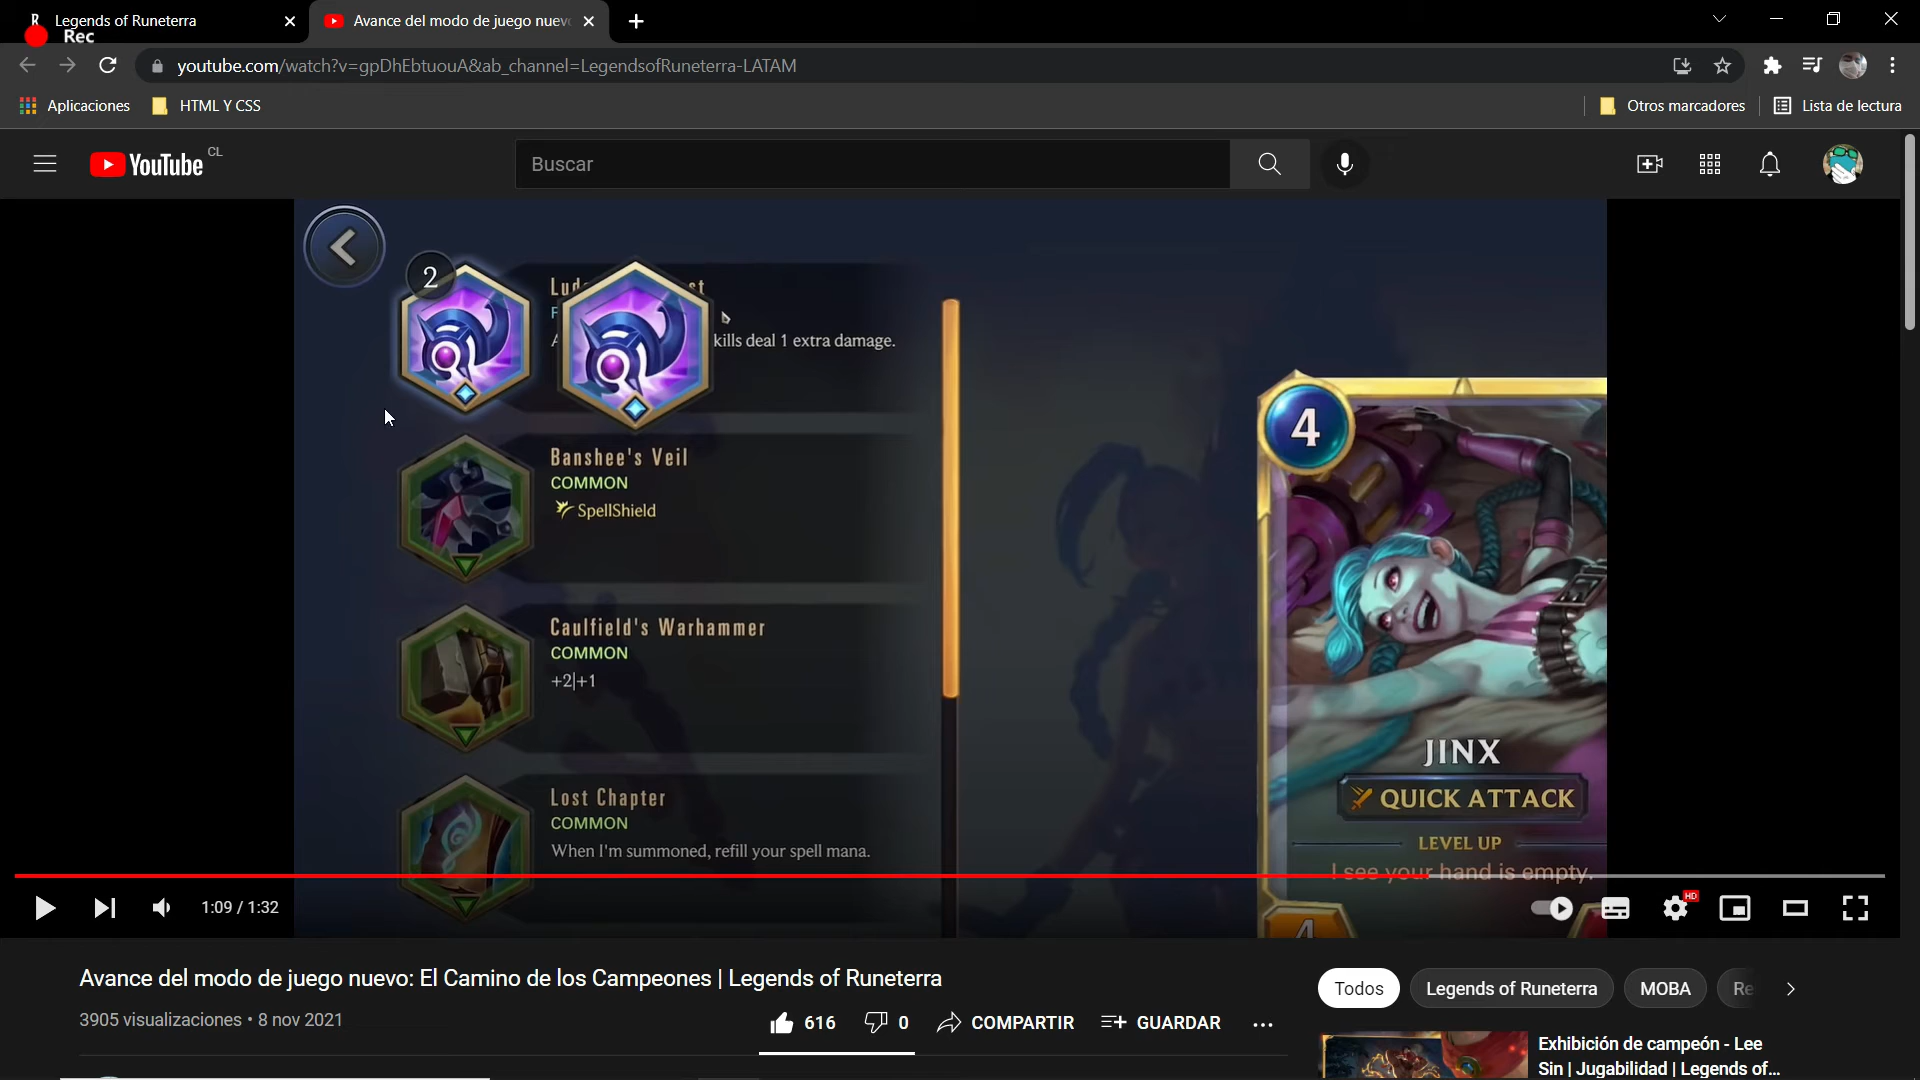 Legends of Runeterra
Avance del modo de juego nuev
Rec
youtube.com/watch?v=gpDhEbtuouA&ab_channel=LegendsofRuneterra-LATAM
Aplicaciones
HTML Y CSS
Otros marcadores
Lista de lectura
YouTube CL
Buscar
2
kills deal 1 extra damage.
Banshee's Veil
COMMON
SpellShield
Caulfield's Warhammer
COMMON
+2|+1
Lost Chapter
COMMON
When I'm summoned, refill your spell mana.
4
JINX
QUICK ATTACK
LEVEL UP
I see your hand is empty.
4
1:09 / 1:32
HD
Avance del modo de juego nuevo: El Camino de los Campeones | Legends of Runeterra
3905 visualizaciones • 8 nov 2021
616
0
COMPARTIR
GUARDAR
Todos
Legends of Runeterra
MOBA
Re
Exhibición de campeón - Lee
Sin | Jugabilidad | Legends of...